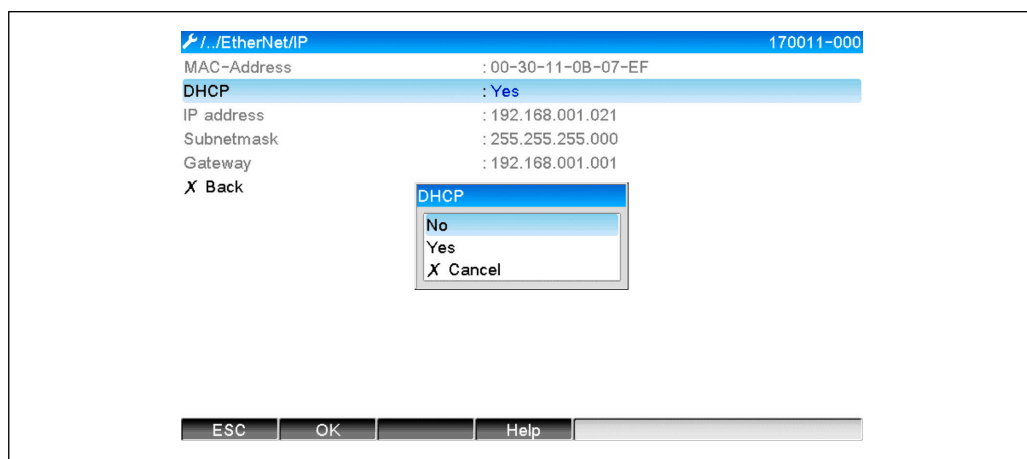 /../EtherNet/IP 170011-000
MAC-Address : 00-30-11-0B-07-EF
DHCP : Yes
IP address : 192.168.001.021
Subnetmask : 255.255.255.000
Gateway : 192.168.001.001
X Back
DHCP
No
Yes
X Cancel
ESC OK Help